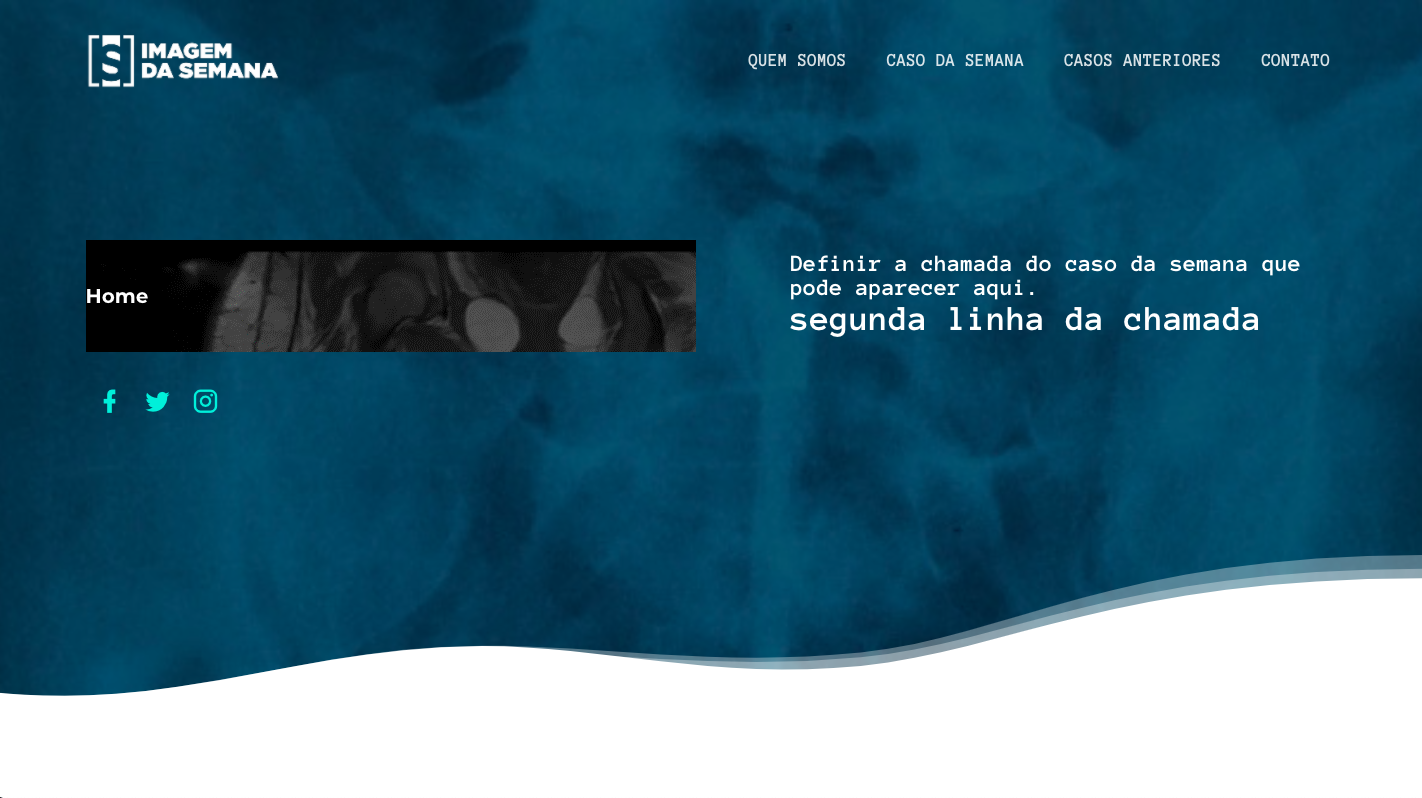 IMAGEM
DA SEMANA
QUEM SOMOS
CASO DA SEMANA
CASOS ANTERIORES
CONTATO
Home
Definir a chamada do caso da semana que
pode aparecer aqui.
segunda linha da chamada